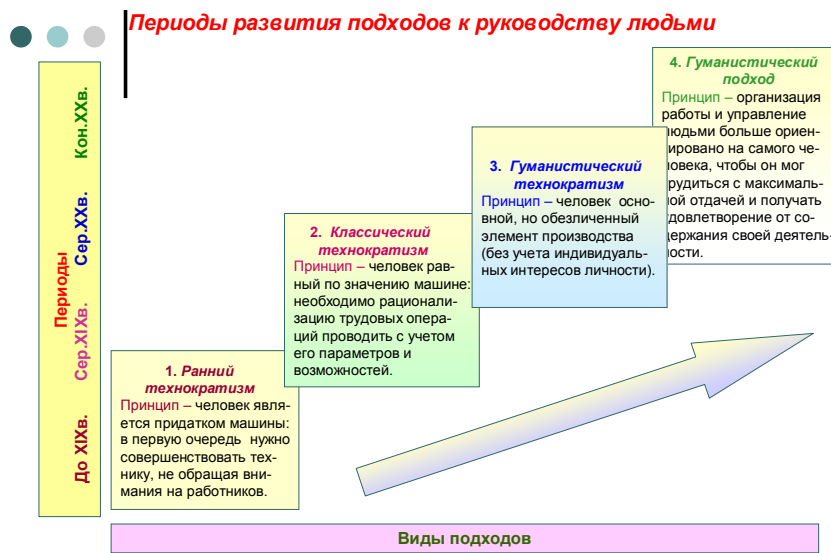 Периоды развития подходов к руководству людьми
Периоды
До XIXв.
Сер.XIXв.
Сер.XXв.
Кон.XXв.
1. Ранний
технократизм
Принцип – человек явля-
ется придатком машины:
в первую очередь нужно
совершенствовать тех-
нику, не обращая вни-
мания на работников.
2. Классический
технократизм
Принцип – человек рав-
ный по значению машине:
необходимо рационали-
зацию трудовых опера-
ций проводить с учетом
его параметров и
возможностей.
3. Гуманистический
технократизм
Принцип – человек осно-
вной, но обезличенный
элемент производства
(без учета индивидуаль-
ных интересов личности).
4. Гуманистический
подход
Принцип – организация
работы и управление
людьми больше ориен-
тировано на самого че-
ловека, чтобы он мог
трудиться с максималь-
ной отдачей и получать
удовлетворение от со-
держания своей деятель-
ности.
Виды подходов